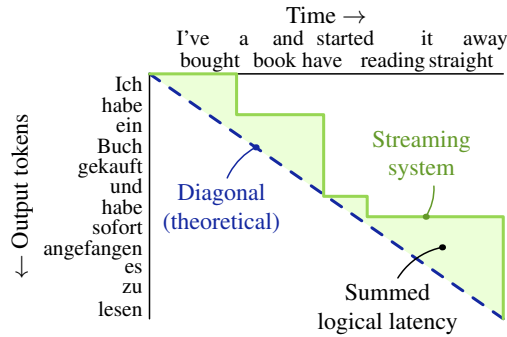 Time →
I've a and started it away
bought book have reading straight
← Output tokens
Ich
habe
ein
Buch
gekauft
und
habe
sofort
angefangen
es
zu
lesen
Diagonal
(theoretical)
Streaming
system
Summed
logical latency